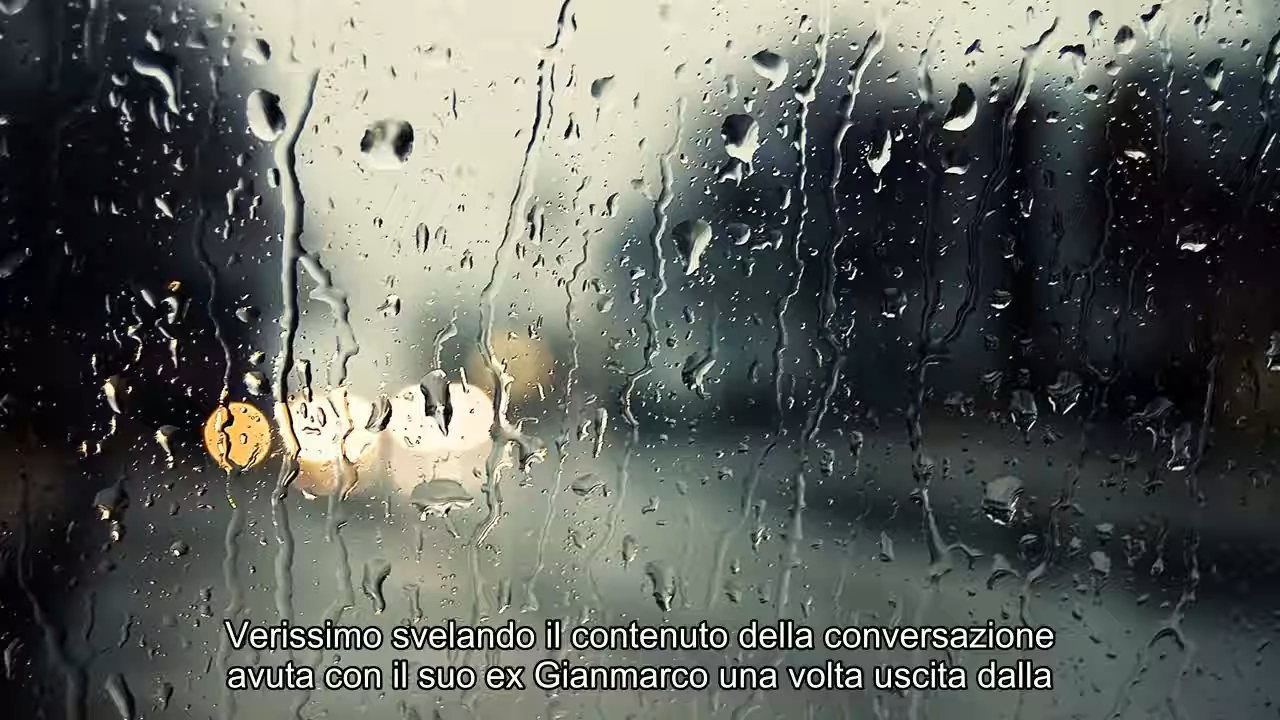 Verissimo svelando il contenuto della conversazione
avuta con il suo ex Gianmarco una volta uscita dalla